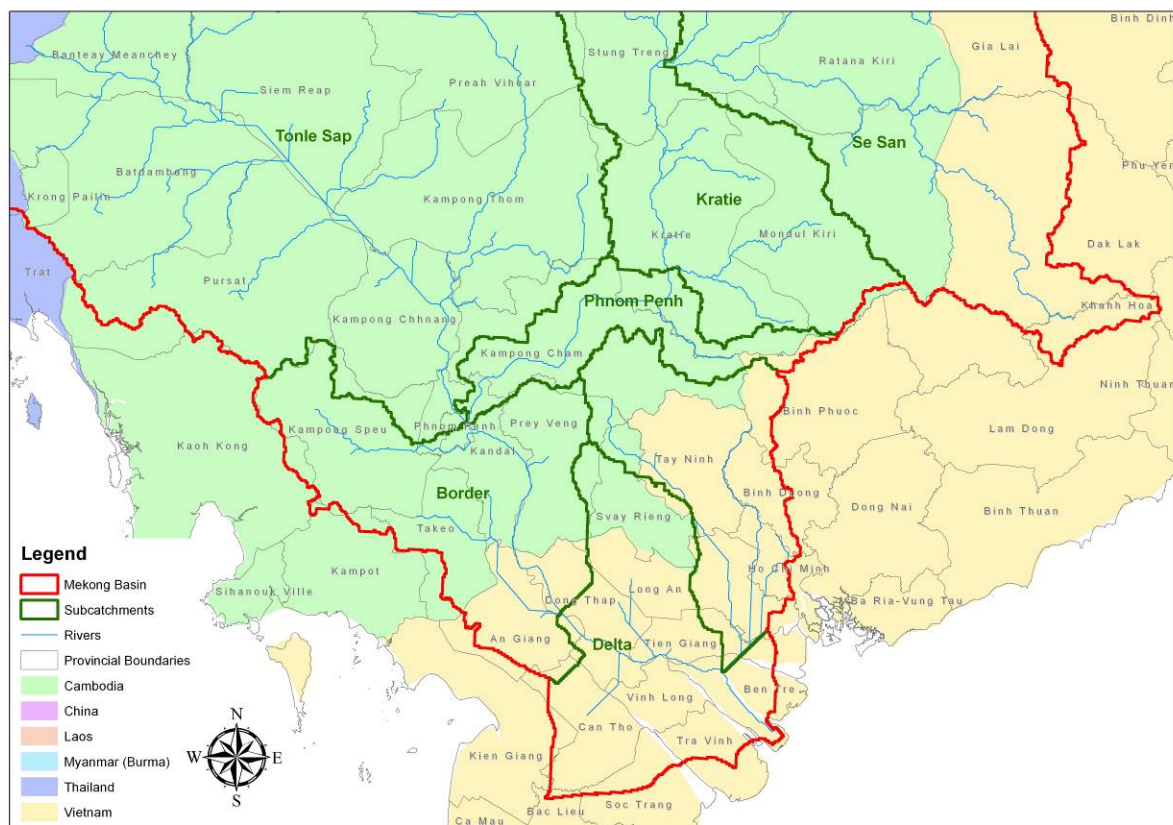 Binh Dinh
Gia Lai
Banteay Meanchey
Stung Treng
Ratana Kiri
Preah Vihear
Siem Reap
Tonle Sap
Se San
Phu Yen
Batdambang
Krong Pailin
Kampong Thom
Kratie
Kratie
Mondul Kiri
Dak Lak
Trat
Pursat
Phnom Penh
Khanh Hoa
Kampong Chhnang
Kampong Cham
Ninh Thuan
Binh Phuoc
Kaoh Kong
Kampong Speu
Phnom Penh
Prey Veng
Lam Dong
Kandal
Tay Ninh
Border
Binh Duong
Dong Nai
Binh Thuan
Takeo
Svay Rieng
Legend
Mekong Basin
Subcatchments
Rivers
Provincial Boundaries
Cambodia
China
Laos
Myanmar (Burma)
Thailand
Vietnam
Kampot
Sihanouk Ville
Ho Chi Minh
Long An
Dong Thap
Ba Ria-Vung Tau
An Giang
Delta
Tien Giang
Vinh Long
Ben Tre
Can Tho
Tra Vinh
Kien Giang
Soc Trang
Bac Lieu
Ca Mau
N
W
E
S